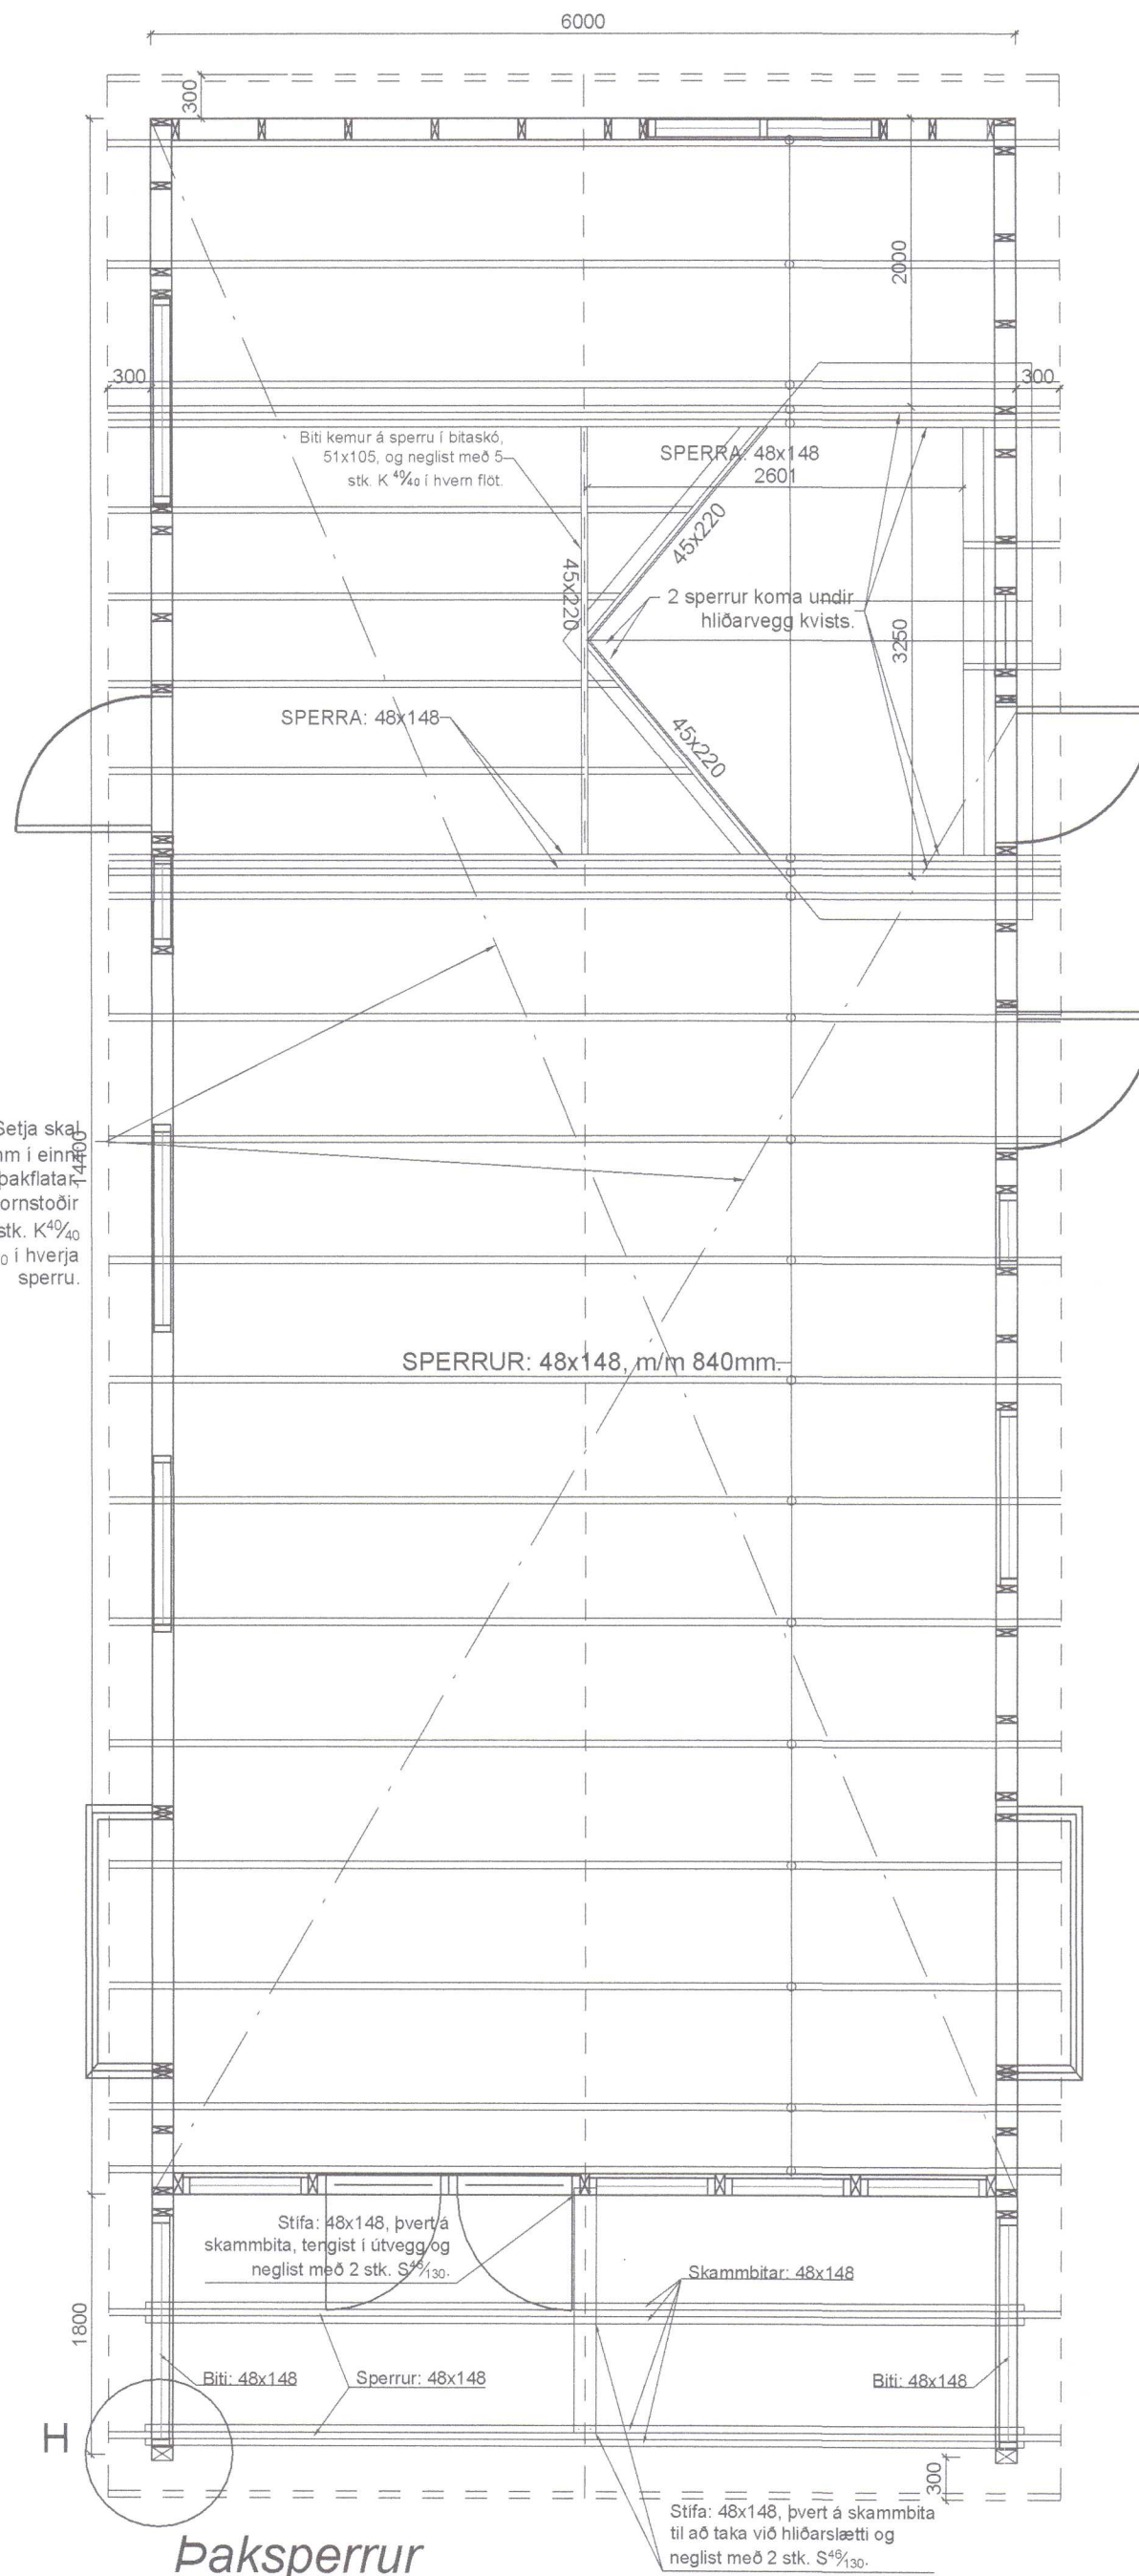 6000
300
2000
300
300
Biti kemur á sperru í bitaskó,
51x105, og neglist með 5
stk. K 40/40 í hvern flöt.
SPERRA: 48x148
2601
45x220
45x220
2 sperrur koma undir
hliðarvegg kvists.
3250
SPERRA: 48x148
45x220
Setja skal
m í einni
þakflatar,
ornstoðir
stk. K40/40
0 í hverja
sperru.
14400
SPERRUR: 48x148, m/m 840mm.
Stífa: 48x148, þvert á
skammbita, tengist í útvegg og
neglist með 2 stk. S46/130.
Skammbitar: 48x148
1800
Biti: 48x148
Sperrur: 48x148
Biti: 48x148
H
300
Stífa: 48x148, þvert á skammbita
til að taka við hliðarslætti og
neglist með 2 stk. S46/130.
Þaksperrur